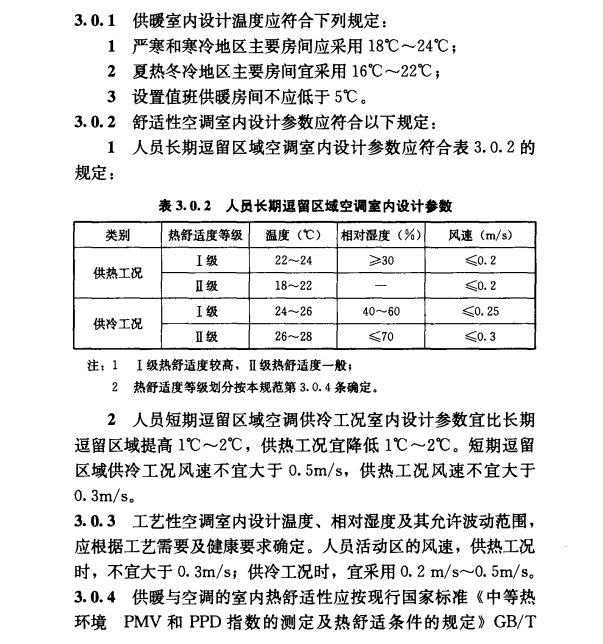 3.0.1 供暖室内设计温度应符合下列规定：
1 严寒和寒冷地区主要房间应采用 18℃～24℃；
2 夏热冬冷地区主要房间宜采用 16℃～22℃；
3 设置值班供暖房间不应低于 5℃。
3.0.2 舒适性空调室内设计参数应符合以下规定：
1 人员长期逗留区域空调室内设计参数应符合表 3.0.2 的
规定：
表 3.0.2 人员长期逗留区域空调室内设计参数
类别 热舒适度等级 温度（℃） 相对湿度（%） 风速（m/s）
供热工况 Ⅰ级 22～24 ≥30 ≤0.2
Ⅱ级 18～22 — ≤0.2
供冷工况 Ⅰ级 24～26 40～60 ≤0.25
Ⅱ级 26～28 ≤70 ≤0.3
注：1 Ⅰ级热舒适度较高，Ⅱ级热舒适度一般；
2 热舒适度等级划分按本规范第 3.0.4 条确定。
2 人员短期逗留区域空调供冷工况室内设计参数宜比长期
逗留区域提高 1℃～2℃，供热工况宜降低 1℃～2℃。短期逗留
区域供冷工况风速不宜大于 0.5m/s，供热工况风速不宜大于
0.3m/s。
3.0.3 工艺性空调室内设计温度、相对湿度及其允许波动范围，
应根据工艺需要及健康要求确定。人员活动区的风速，供热工况
时，不宜大于 0.3m/s；供冷工况时，宜采用 0.2 m/s～0.5m/s。
3.0.4 供暖与空调的室内热舒适性应按现行国家标准《中等热
环境 PMV 和 PPD 指数的测定及热舒适条件的规定》GB/T